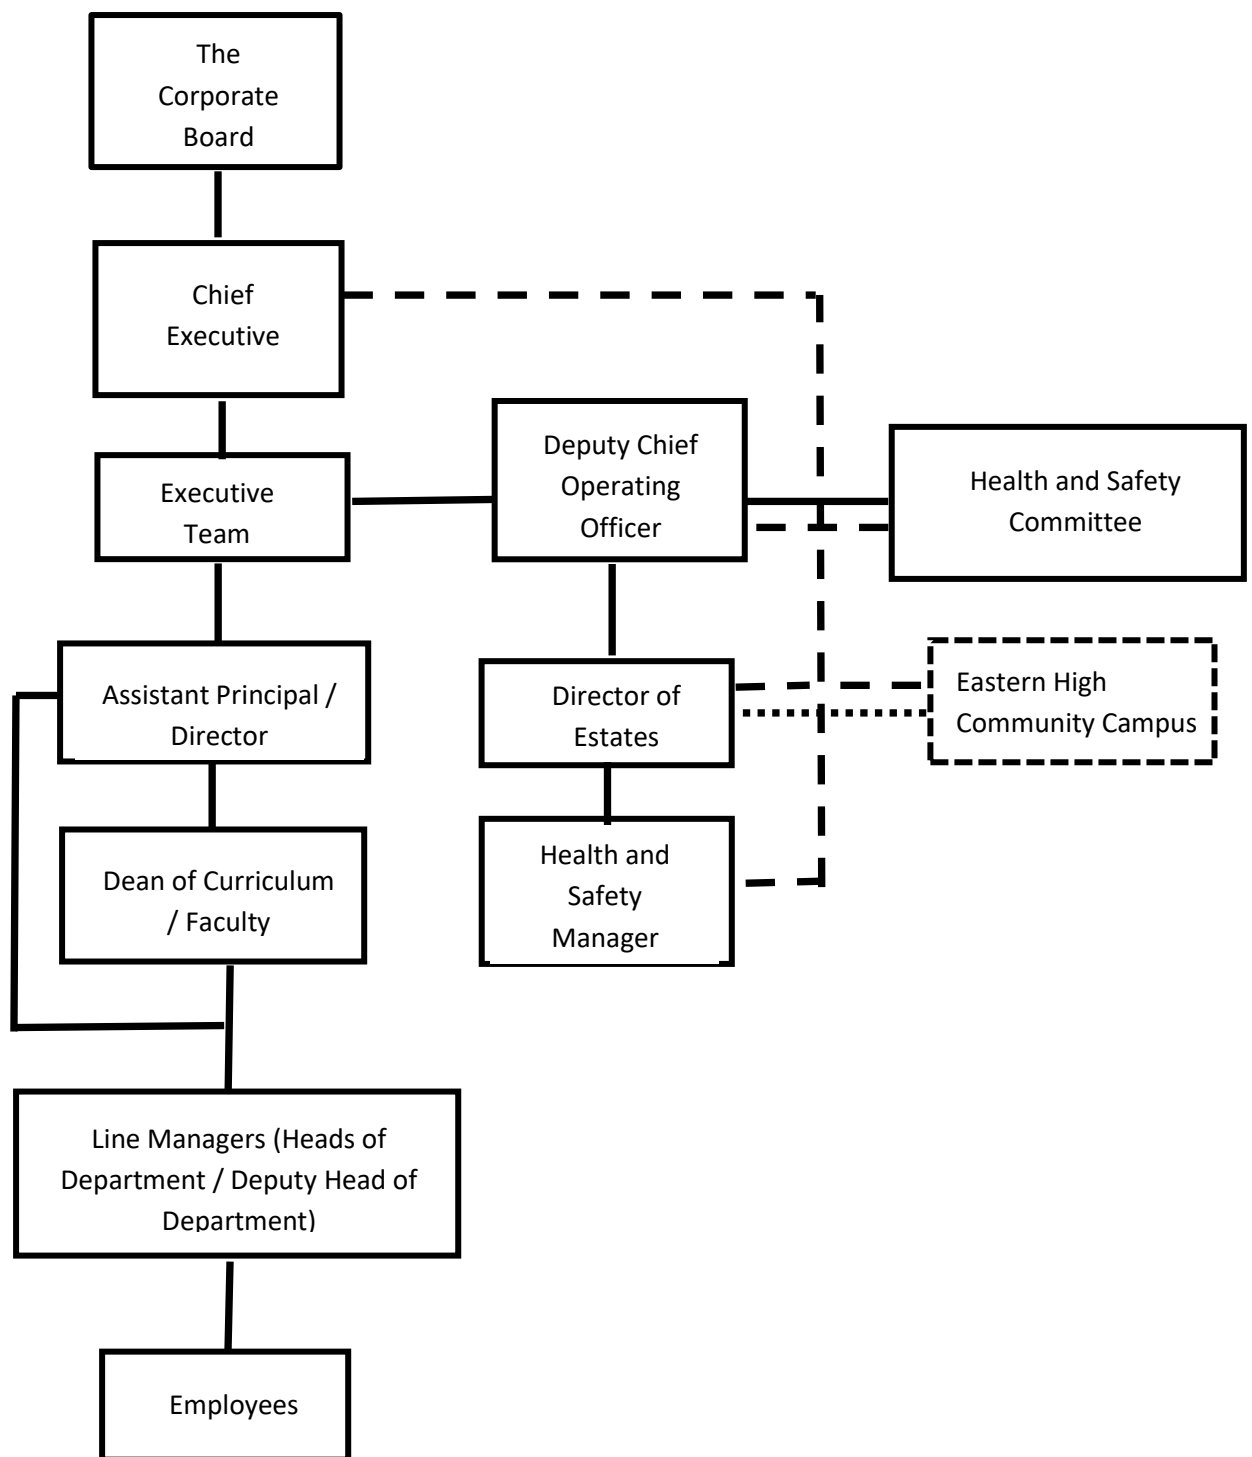 The
Corporate
Board
Chief
Executive
Executive
Team
Deputy Chief
Operating
Officer
Health and Safety
Committee
Assistant Principal /
Director
Director of
Estates
Eastern High
Community Campus
Dean of Curriculum
/ Faculty
Health and
Safety
Manager
Line Managers (Heads of
Department / Deputy Head of
Department)
Employees